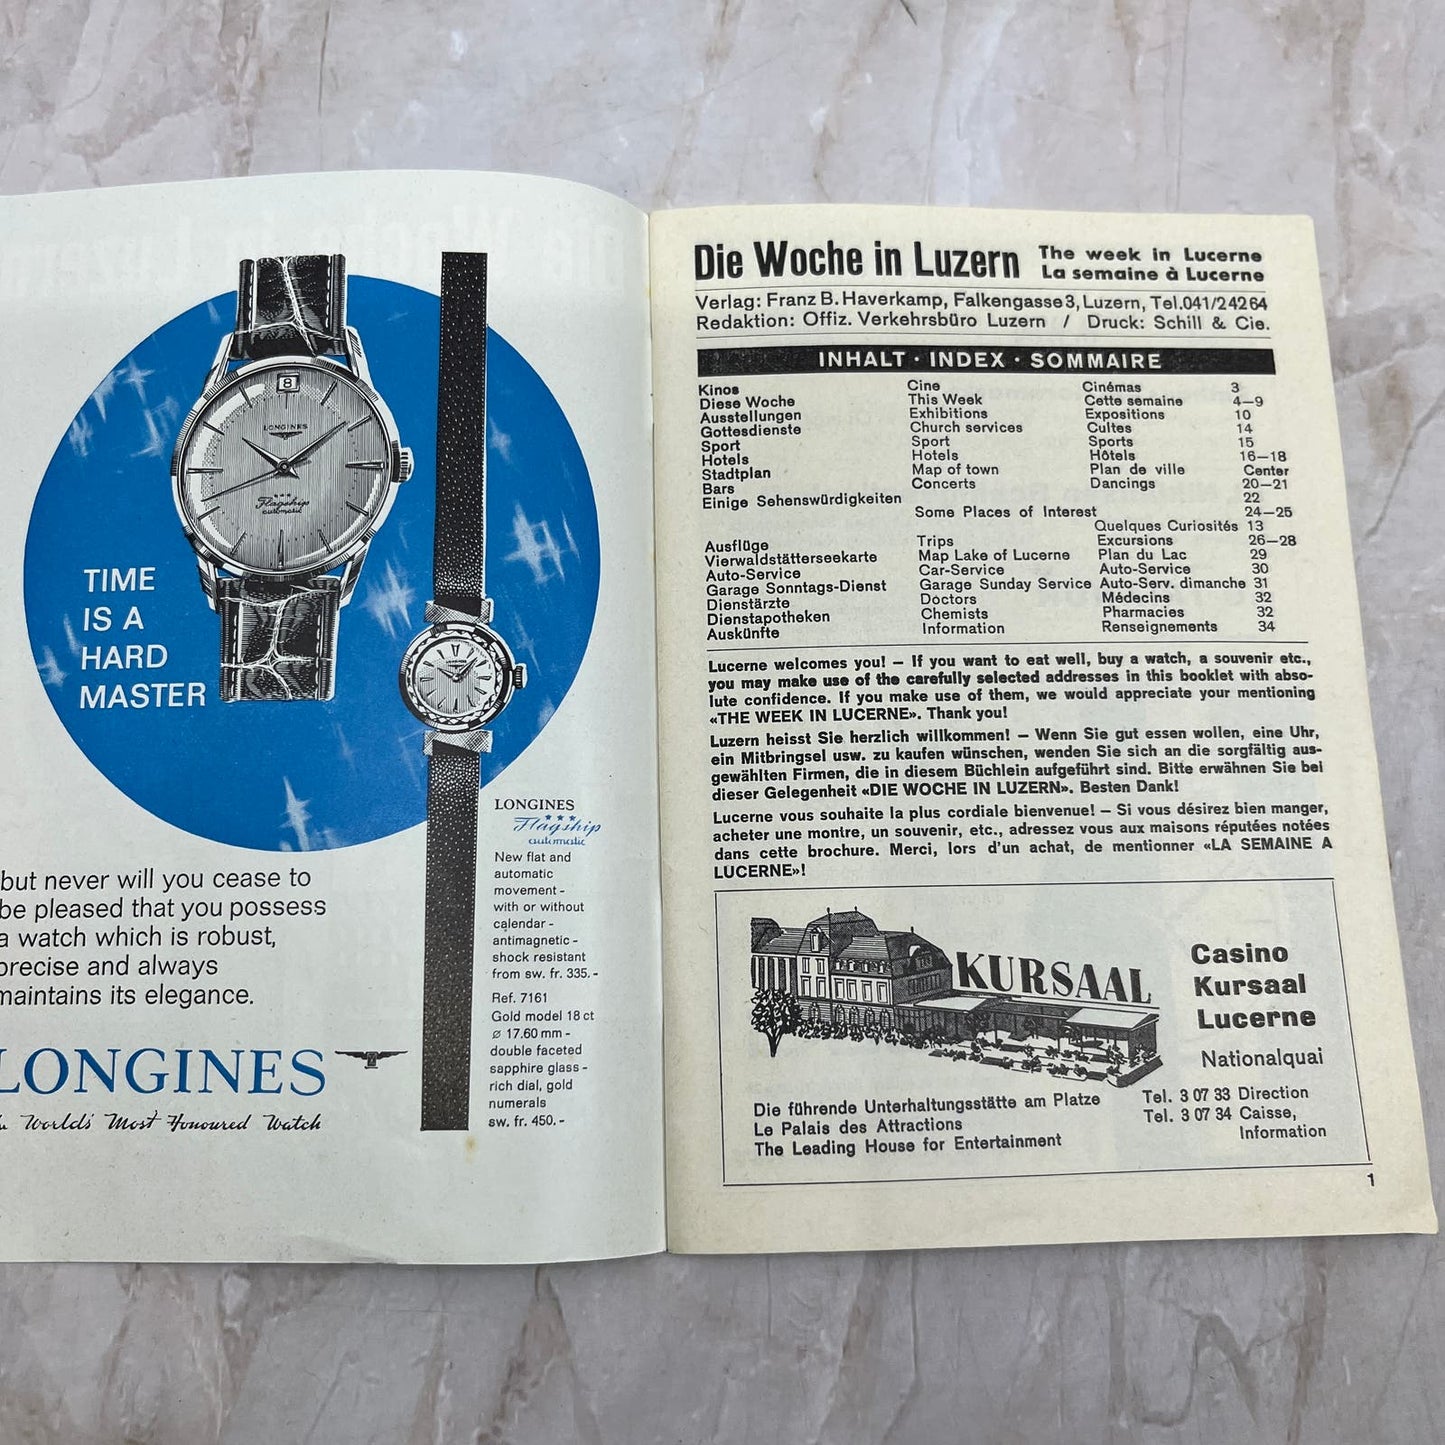 8
LONGINES
Flagship
automatic
TIME
IS A
HARD
MASTER
LONGINES
Flagship
automatic
New flat and
automatic
movement -
with or without
calendar -
antimagnetic -
shock resistant
from sw. fr. 335.-
Ref. 7161
Gold model 18 ct
⌀ 17.60 mm -
double faceted
sapphire glass -
rich dial, gold
numerals
sw. fr. 450.-
but never will you cease to
be pleased that you possess
a watch which is robust,
precise and always
maintains its elegance.
LONGINES
World's Most Honoured Watch
Die Woche in Luzern
The week in Lucerne
La semaine à Lucerne
Verlag: Franz B. Haverkamp, Falkengasse 3, Luzern, Tel. 041/2 42 64
Redaktion: Offiz. Verkehrsbüro Luzern / Druck: Schill & Cie.
INHALT · INDEX · SOMMAIRE
Kinos Cine Cinémas 3
Diese Woche This Week Cette semaine 4—9
Ausstellungen Exhibitions Expositions 10
Gottesdienste Church services Cultes 14
Sport Sport Sports 15
Hotels Hotels Hôtels 16—18
Stadtplan Map of town Plan de ville Center
Bars Concerts Dancings 20—21
Einige Sehenswürdigkeiten 22
Some Places of Interest 24—25
Quelques Curiosités 13
Ausflüge Trips Excursions 26—28
Vierwaldstätterseekarte Map Lake of Lucerne Plan du Lac 29
Auto-Service Car-Service Auto-Service 30
Garage Sonntags-Dienst Garage Sunday Service Auto-Serv. dimanche 31
Dienstärzte Doctors Médecins 32
Dienstapotheken Chemists Pharmacies 32
Auskünfte Information Renseignements 34
Lucerne welcomes you! – If you want to eat well, buy a watch, a souvenir etc.,
you may make use of the carefully selected addresses in this booklet with abso-
lute confidence. If you make use of them, we would appreciate your mentioning
«THE WEEK IN LUCERNE». Thank you!
Luzern heisst Sie herzlich willkommen! – Wenn Sie gut essen wollen, eine Uhr,
ein Mitbringsel usw. zu kaufen wünschen, wenden Sie sich an die sorgfältig aus-
gewählten Firmen, die in diesem Büchlein aufgeführt sind. Bitte erwähnen Sie bei
dieser Gelegenheit «DIE WOCHE IN LUZERN». Besten Dank!
Lucerne vous souhaite la plus cordiale bienvenue! – Si vous désirez bien manger,
acheter une montre, un souvenir, etc., adressez vous aux maisons réputées notées
dans cette brochure. Merci, lors d'un achat, de mentionner «LA SEMAINE A
LUCERNE»!
KURSAAL
Casino
Kursaal
Lucerne
Nationalquai
Tel. 3 07 33 Direction
Tel. 3 07 34 Caisse,
Information
Die führende Unterhaltungsstätte am Platze
Le Palais des Attractions
The Leading House for Entertainment
1